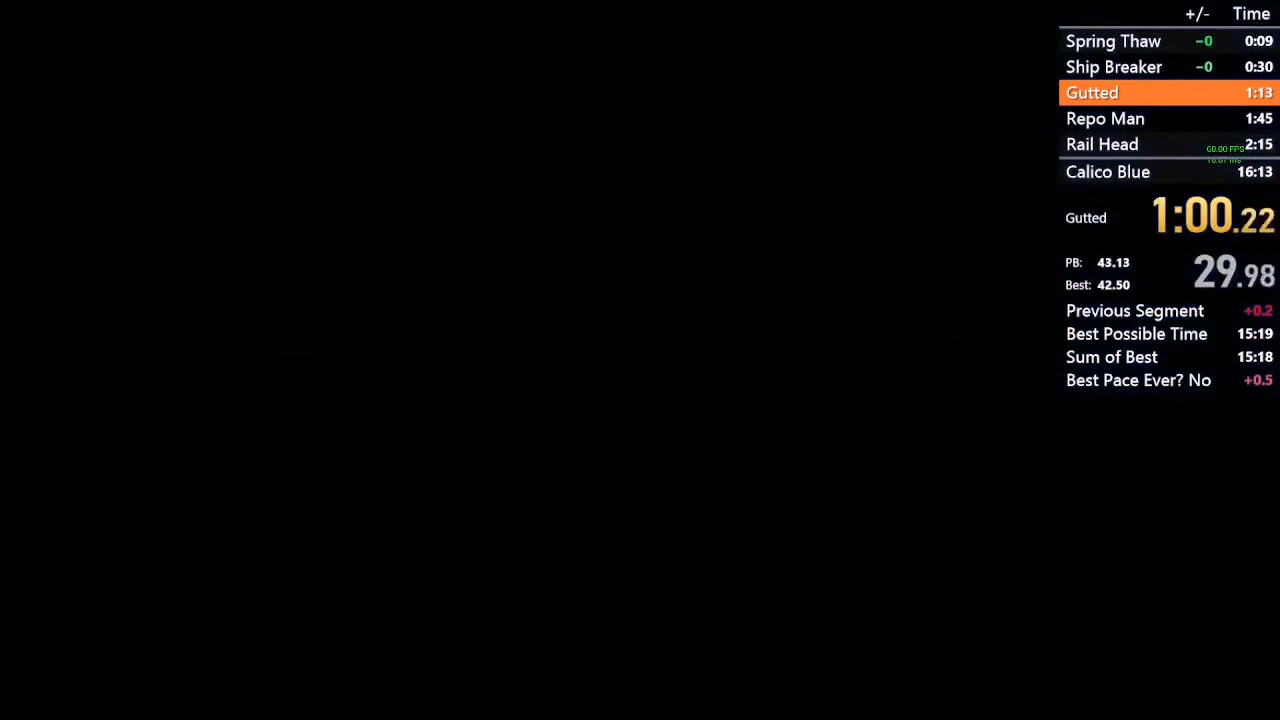 +/- Time
Spring Thaw -0 0:09
Ship Breaker -0 0:30
Gutted 1:13
Repo Man 1:45
Rail Head 2:15
60.00 FPS
Calico Blue 16:13
Gutted 1:00.22
PB: 43.13 29.98
Best: 42.50
Previous Segment +0.2
Best Possible Time 15:19
Sum of Best 15:18
Best Pace Ever? No +0.5